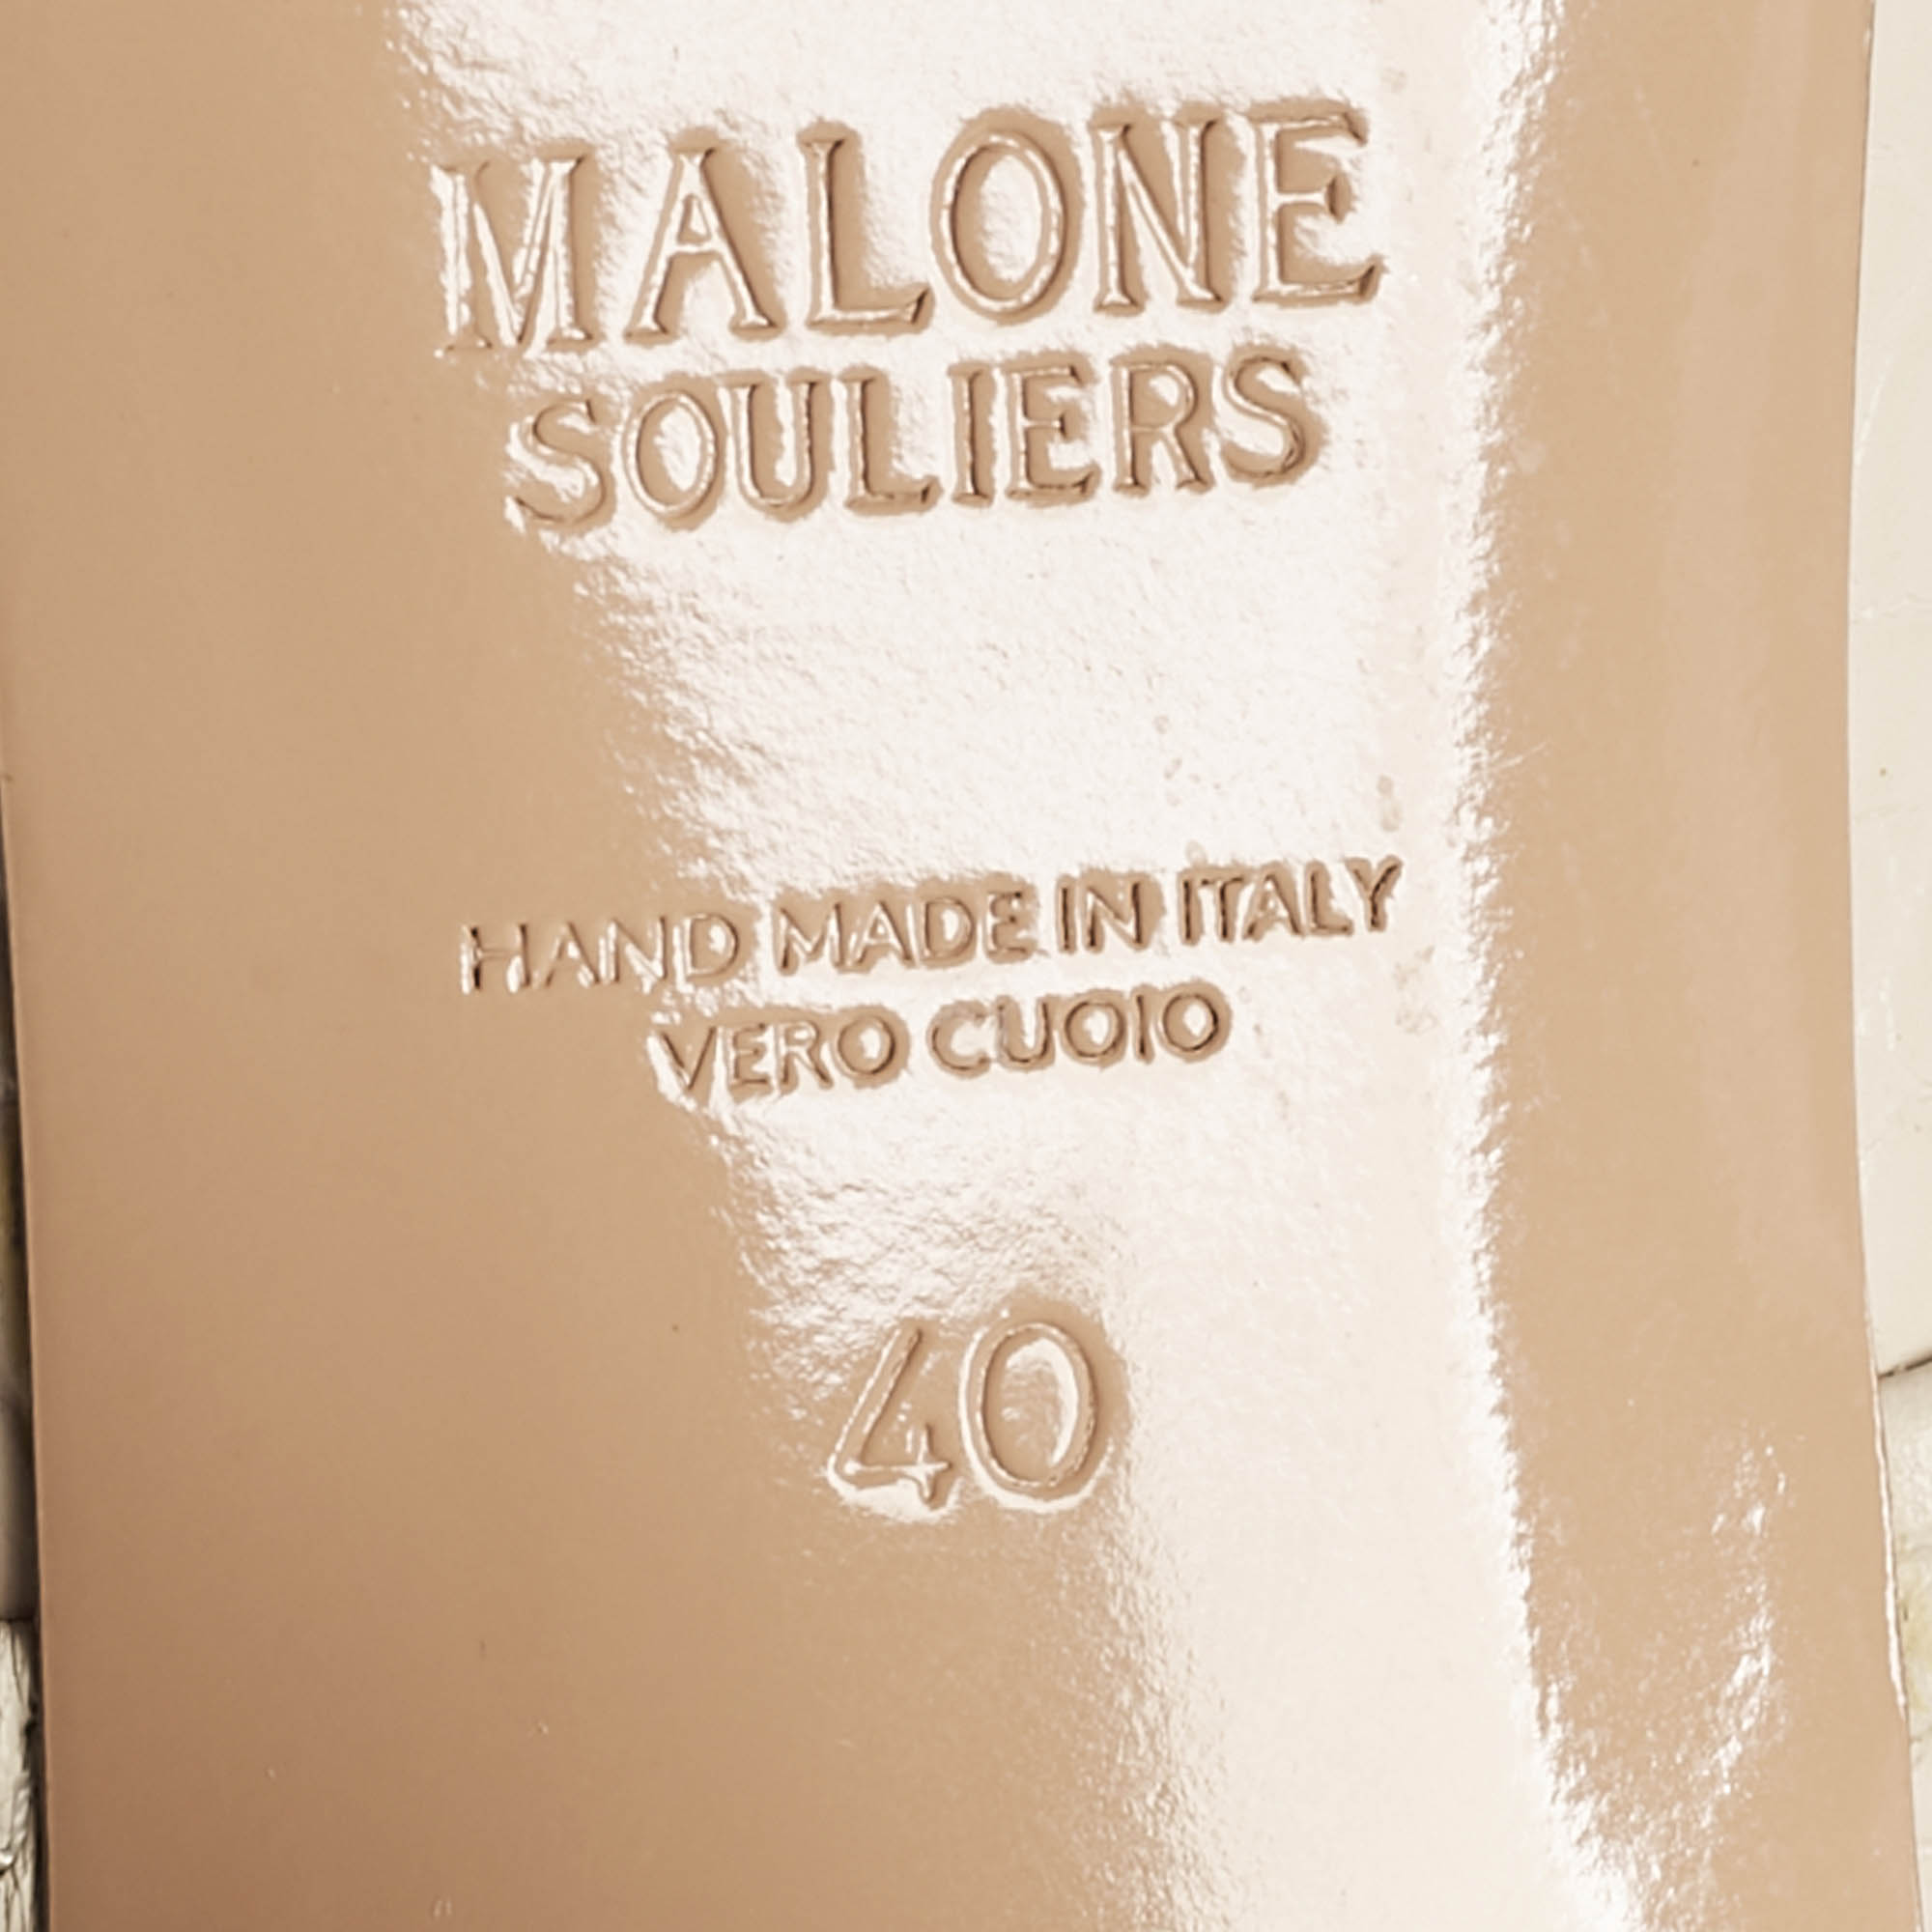 MALONE
SOULIERS
HAND MADE IN ITALY
VERO CUOIO
40